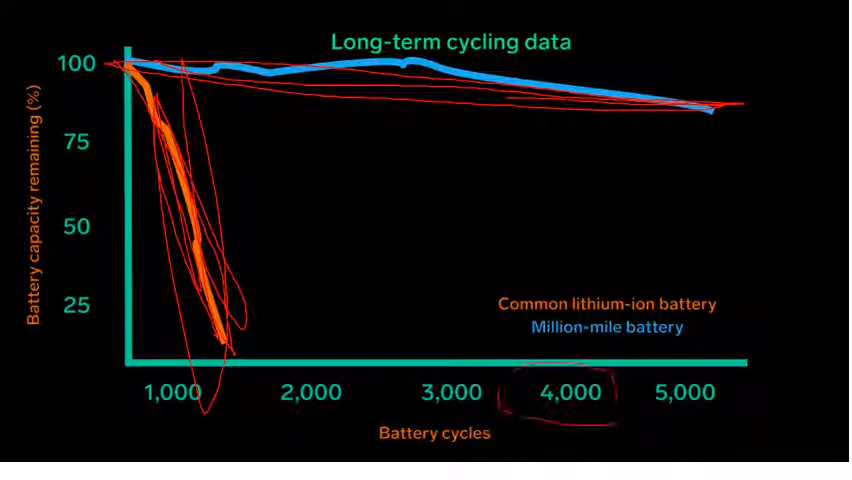 Long-term cycling data
Battery capacity remaining (%)
100
75
50
25
Common lithium-ion battery
Million-mile battery
1,000 2,000 3,000 4,000 5,000
Battery cycles